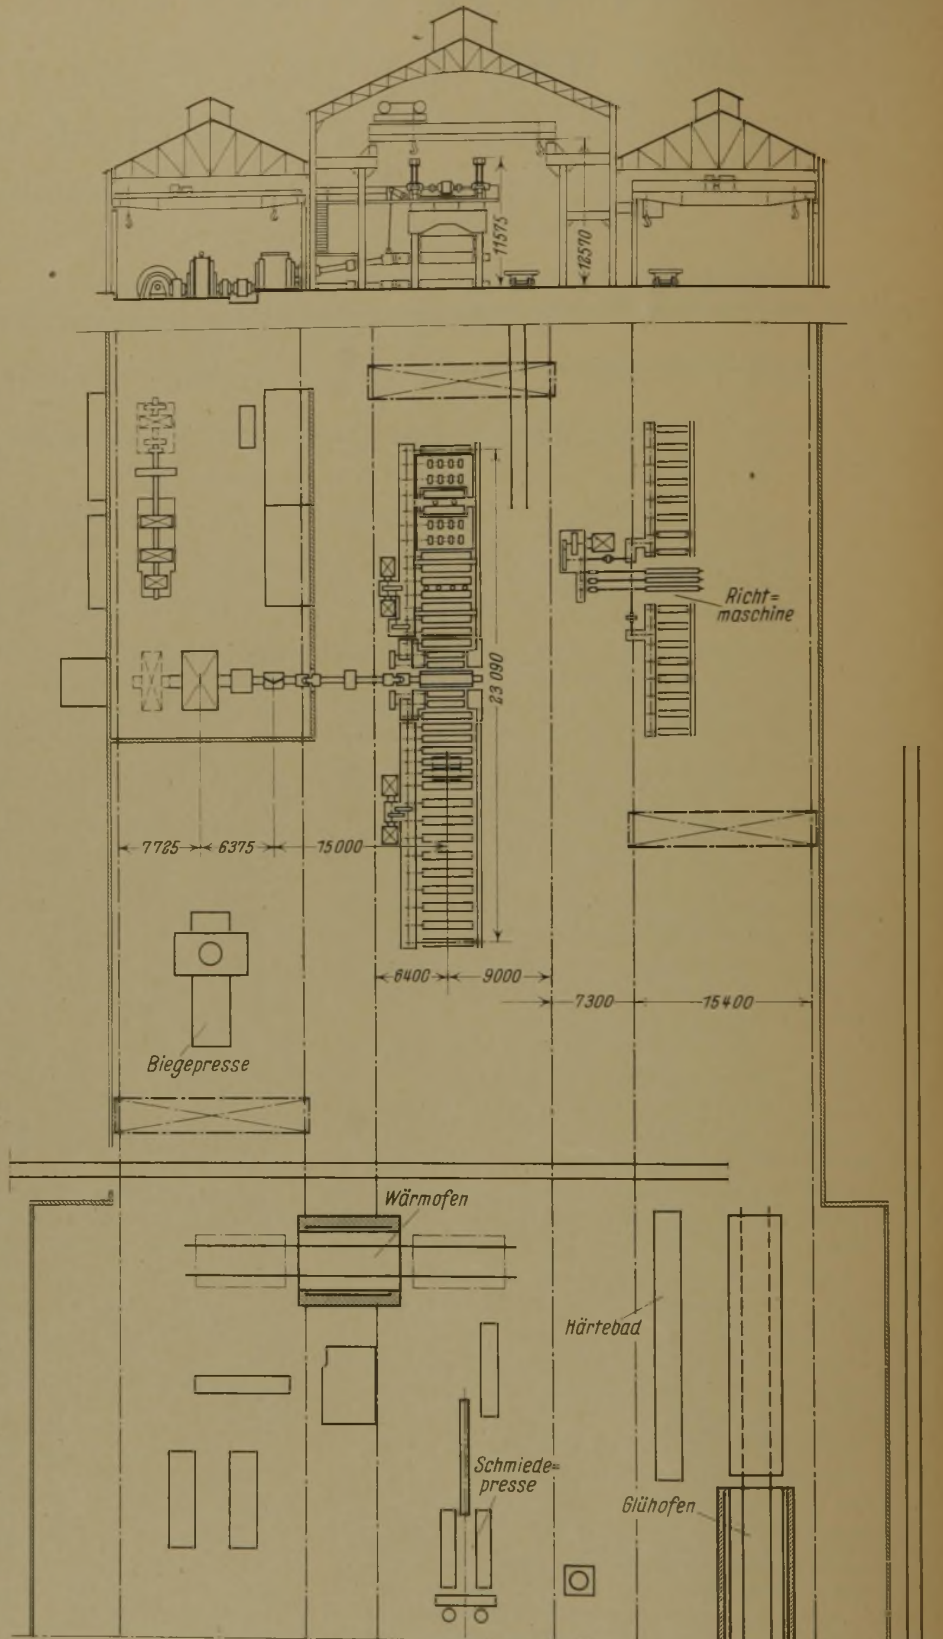 11575
12570
Richt=
maschine
23 090
7725
6375
15000
6400
9000
7300
15400
Biegepresse
Wärmofen
Härtebad
Schmiede=
presse
Glühofen